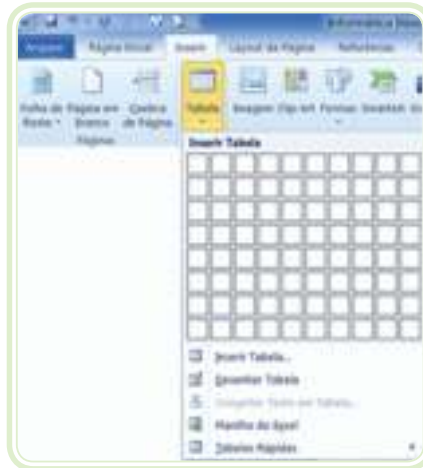 Informática
Arquivo Página Inicial Inserir Layout da Página Referências
Folha de Rosto Página em Branco Quebra de Página
Tabela
Imagem Clip-art Formas SmartArt
Páginas
Inserir Tabela
Inserir Tabela...
Desenhar Tabela
Converter Texto em Tabela...
Planilha do Excel
Tabelas Rápidas